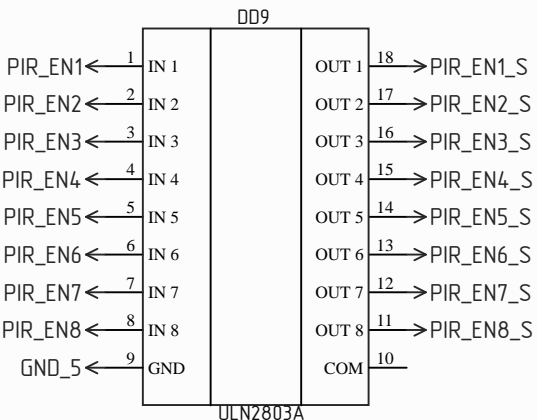 DD9
PIR_EN1 1 IN 1 OUT 1 18 PIR_EN1_S
PIR_EN2 2 IN 2 OUT 2 17 PIR_EN2_S
PIR_EN3 3 IN 3 OUT 3 16 PIR_EN3_S
PIR_EN4 4 IN 4 OUT 4 15 PIR_EN4_S
PIR_EN5 5 IN 5 OUT 5 14 PIR_EN5_S
PIR_EN6 6 IN 6 OUT 6 13 PIR_EN6_S
PIR_EN7 7 IN 7 OUT 7 12 PIR_EN7_S
PIR_EN8 8 IN 8 OUT 8 11 PIR_EN8_S
GND_5 9 GND COM 10
ULN2803A